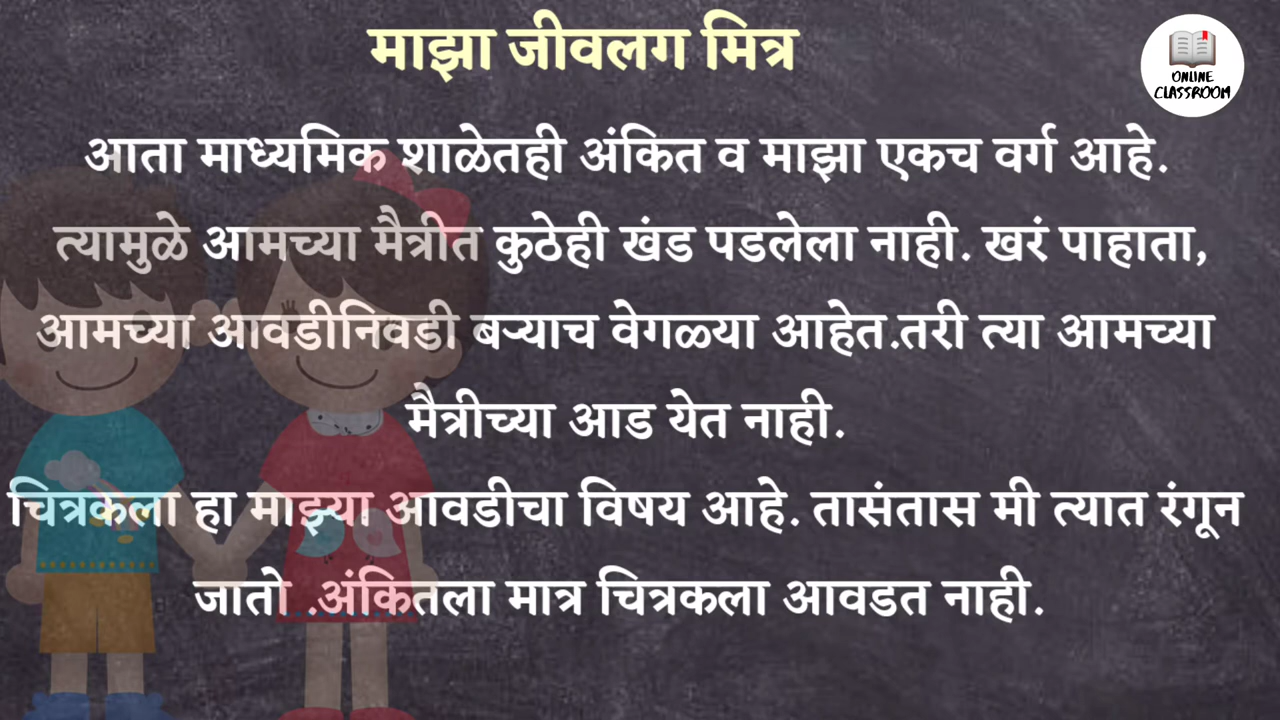 माझा जीवलग मित्र
ONLINE
CLASSROOM
आता माध्यमिक शाळेतही अंकित व माझा एकच वर्ग आहे.
त्यामुळे आमच्या मैत्रीत कुठेही खंड पडलेला नाही. खरं पाहाता,
आमच्या आवडीनिवडी बऱ्याच वेगळ्या आहेत.तरी त्या आमच्या
मैत्रीच्या आड येत नाही.
चित्रकला हा माझ्या आवडीचा विषय आहे. तासंतास मी त्यात रंगून
जातो .अंकितला मात्र चित्रकला आवडत नाही.